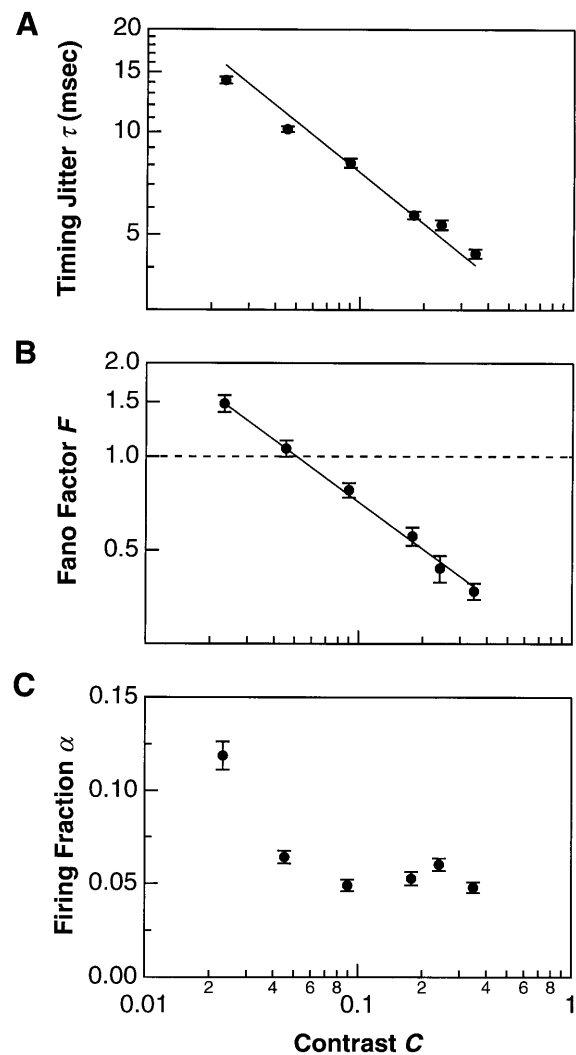 A
Timing Jitter τ (msec)
20
15
10
5
B
Fano Factor F
2.0
1.5
1.0
0.5
C
Firing Fraction α
0.15
0.10
0.05
0.00
2 4 6 8 2 4 6 8
0.01 0.1 1
Contrast C